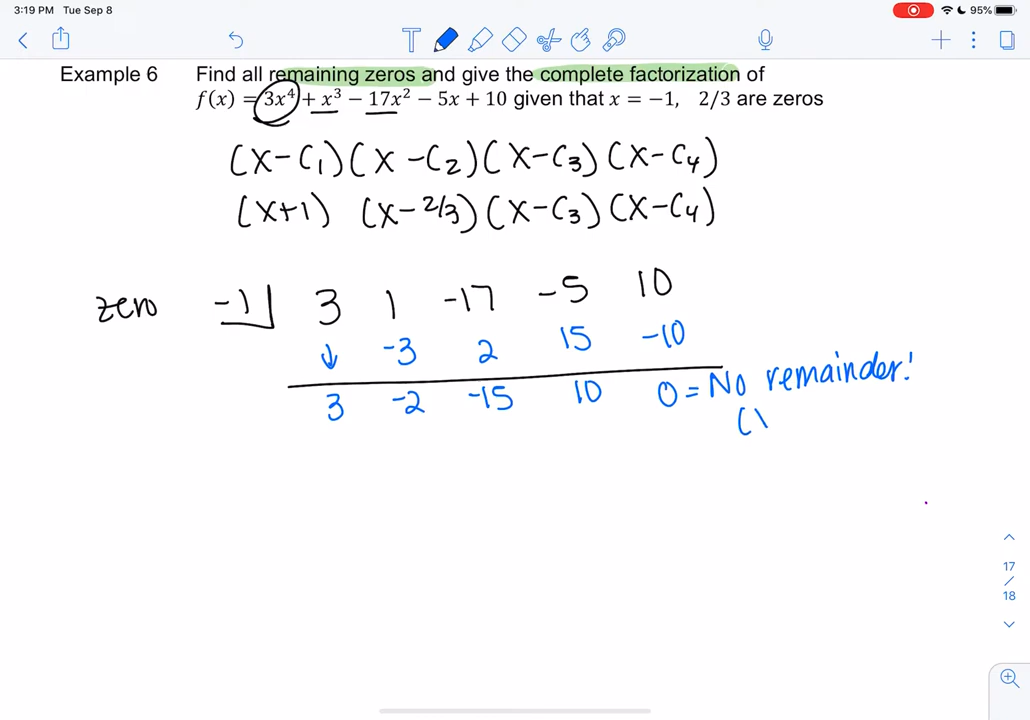 3:19 PM Tue Sep 8
95%
Example 6 Find all remaining zeros and give the complete factorization of
f(x) = 3x⁴ + x³ − 17x² − 5x + 10 given that x = −1, 2/3 are zeros
(x-C₁)(x-C₂)(x-C₃)(x-C₄)
(x+1) (x-2/3)(x-C₃)(x-C₄)
zero -1 3 1 -17 -5 10
↓ -3 2 15 -10
3 -2 -15 10 0 = No remainder!
17
/
18